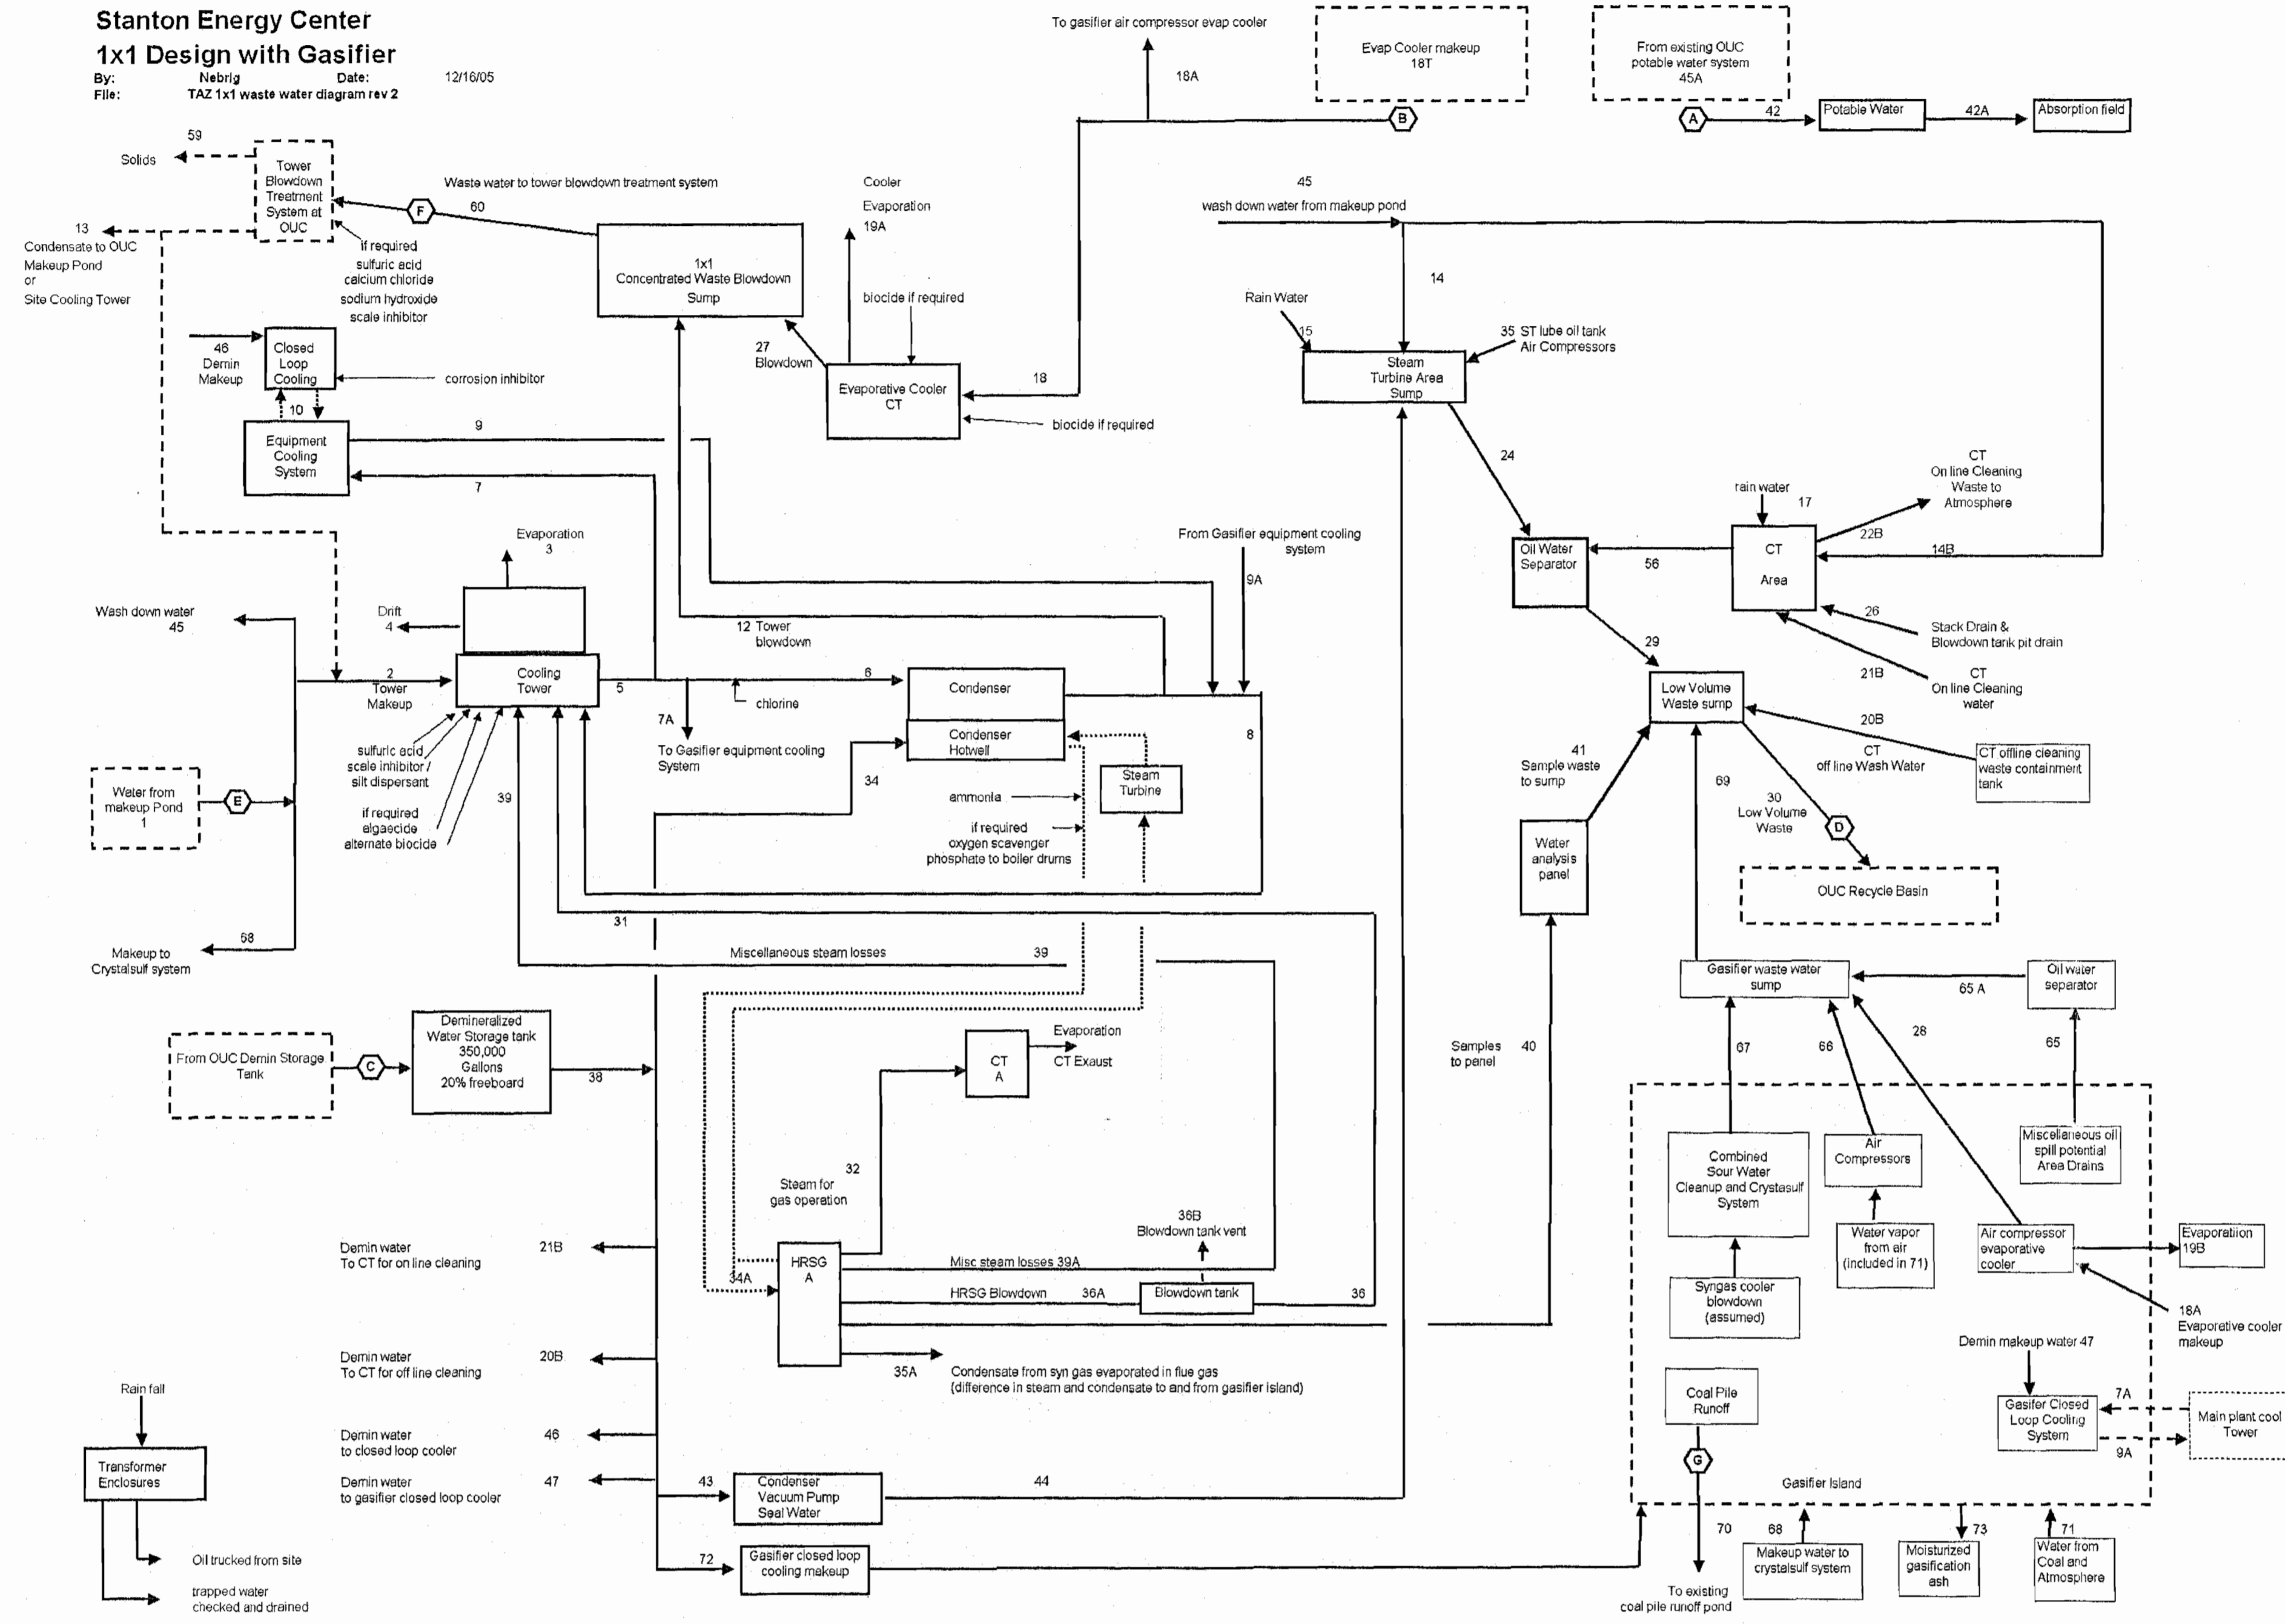 Stanton Energy Center
1x1 Design with Gasifier
By: Nebrig Date: 12/16/05
File: TAZ 1x1 waste water diagram rev 2
To gasifier air compressor evap cooler
18A
Evap Cooler makeup
18T
B
From existing OUC
potable water system
45A
A
42
Potable Water
42A
Absorption field
59
Solids
Tower
Blowdown
Treatment
System at
OUC
Waste water to tower blowdown treatment system
F
60
13
Condensate to OUC
Makeup Pond
or
Site Cooling Tower
if required
sulfuric acid
calcium chloride
sodium hydroxide
scale inhibitor
1x1
Concentrated Waste Blowdown
Sump
Cooler
Evaporation
19A
biocide if required
27
Blowdown
Evaporative Cooler
CT
18
biocide if required
45
wash down water from makeup pond
14
Rain Water
15
35 ST lube oil tank
Air Compressors
Steam
Turbine Area
Sump
46
Demin
Makeup
Closed
Loop
Cooling
corrosion inhibitor
10
Equipment
Cooling
System
9
7
24
rain water
17
CT
On line Cleaning
Waste to
Atmosphere
22B
14B
CT
Area
56
Oil Water
Separator
26
Stack Drain &
Blowdown tank pit drain
21B
CT
On line Cleaning
water
29
Low Volume
Waste sump
20B
CT
off line Wash Water
CT offline cleaning
waste containment
tank
Evaporation
3
Drift
4
Wash down water
45
2
Tower
Makeup
Cooling
Tower
5
6
chlorine
7A
To Gasifier equipment cooling
System
12 Tower
blowdown
From Gasifier equipment cooling
system
9A
Condenser
Condenser
Hotwell
8
34
Steam
Turbine
ammonia
if required
oxygen scavenger
phosphate to boiler drums
sulfuric acid
scale inhibitor /
silt dispersant
if required
algaecide
alternate biocide
39
Water from
makeup Pond
1
E
68
Makeup to
Crystalsulf system
31
Miscellaneous steam losses
39
41
Sample waste
to sump
69
30
Low Volume
Waste
D
OUC Recycle Basin
Water
analysis
panel
Samples
to panel
40
Gasifier waste water
sump
65 A
Oil water
separator
67
66
28
65
From OUC Demin Storage
Tank
C
Demineralized
Water Storage tank
350,000
Gallons
20% freeboard
38
CT
A
Evaporation
CT Exaust
32
Steam for
gas operation
HRSG
A
34A
36B
Blowdown tank vent
Misc steam losses 39A
HRSG Blowdown
36A
Blowdown tank
36
35A
Condensate from syn gas evaporated in flue gas
(difference in steam and condensate to and from gasifier island)
Demin water
To CT for on line cleaning
21B
Demin water
To CT for off line cleaning
20B
Demin water
to closed loop cooler
46
Demin water
to gasifier closed loop cooler
47
43
Condenser
Vacuum Pump
Seal Water
44
72
Gasifier closed loop
cooling makeup
Rain fall
Transformer
Enclosures
Oil trucked from site
trapped water
checked and drained
Combined
Sour Water
Cleanup and Crystasulf
System
Syngas cooler
blowdown
(assumed)
Air
Compressors
Water vapor
from air
(included in 71)
Miscellaneous oil
spill potential
Area Drains
Air compressor
evaporative
cooler
Evaporatiion
19B
18A
Evaporative cooler
makeup
Demin makeup water 47
Gasifer Closed
Loop Cooling
System
7A
9A
Main plant cool
Tower
Coal Pile
Runoff
G
Gasifier Island
70
To existing
coal pile runoff pond
68
Makeup water to
crystalsulf system
73
Moisturized
gasification
ash
71
Water from
Coal and
Atmosphere